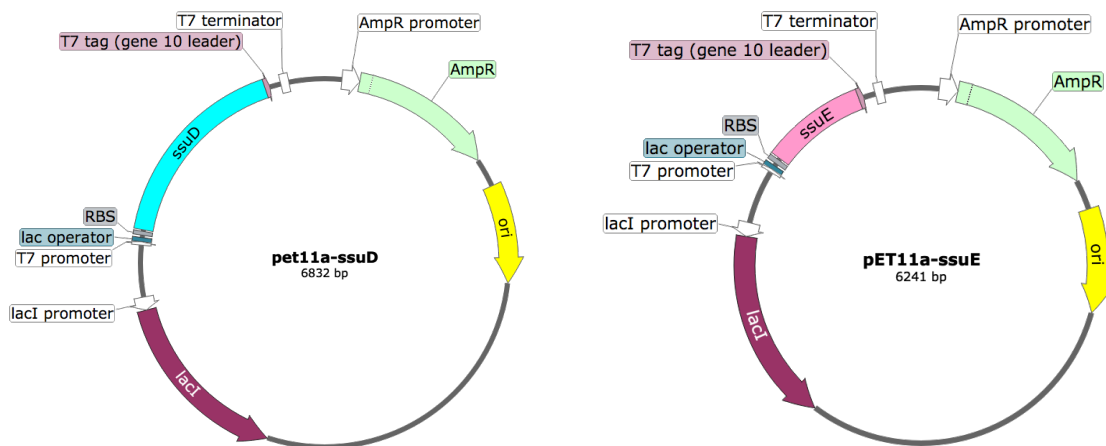 T7 terminator
AmpR promoter
T7 tag (gene 10 leader)
AmpR
ssuD
RBS
lac operator
T7 promoter
lacI promoter
lacI
ori
pet11a-ssuD
6832 bp
T7 terminator
AmpR promoter
T7 tag (gene 10 leader)
AmpR
ssuE
RBS
lac operator
T7 promoter
lacI promoter
lacI
ori
pET11a-ssuE
6241 bp